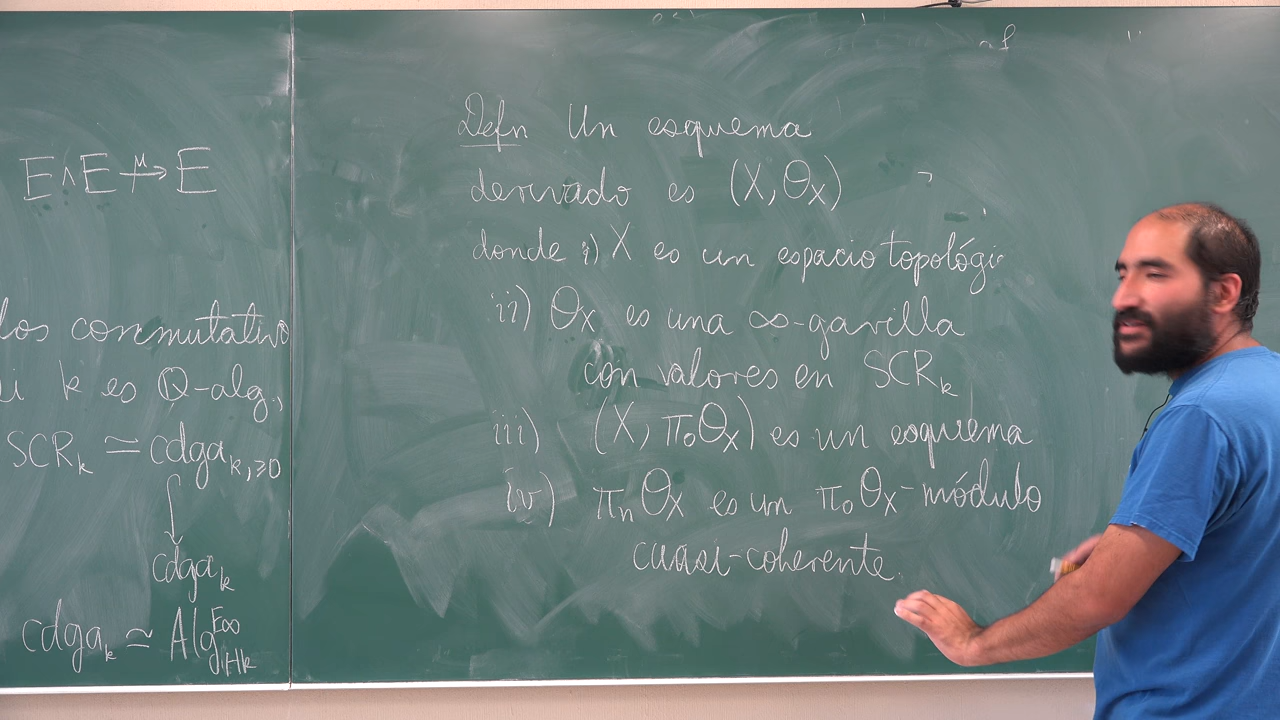 E∧E →^μ E
los conmutativo
i k es Q-alg.,
SCR_k ≃ cdga_{k,≥0}
cdga_k
cdga_k ≃ Alg^{E∞}_{Hk}
Defn Un esquema
derivado es (X, O_X)
donde i) X es un espacio topológi
ii) O_X es una ∞-gavilla
con valores en SCR_k
iii) (X, π_0 O_X) es un esquema
iv) π_n O_X es un π_0 O_X-módulo
cuasi-coherente.